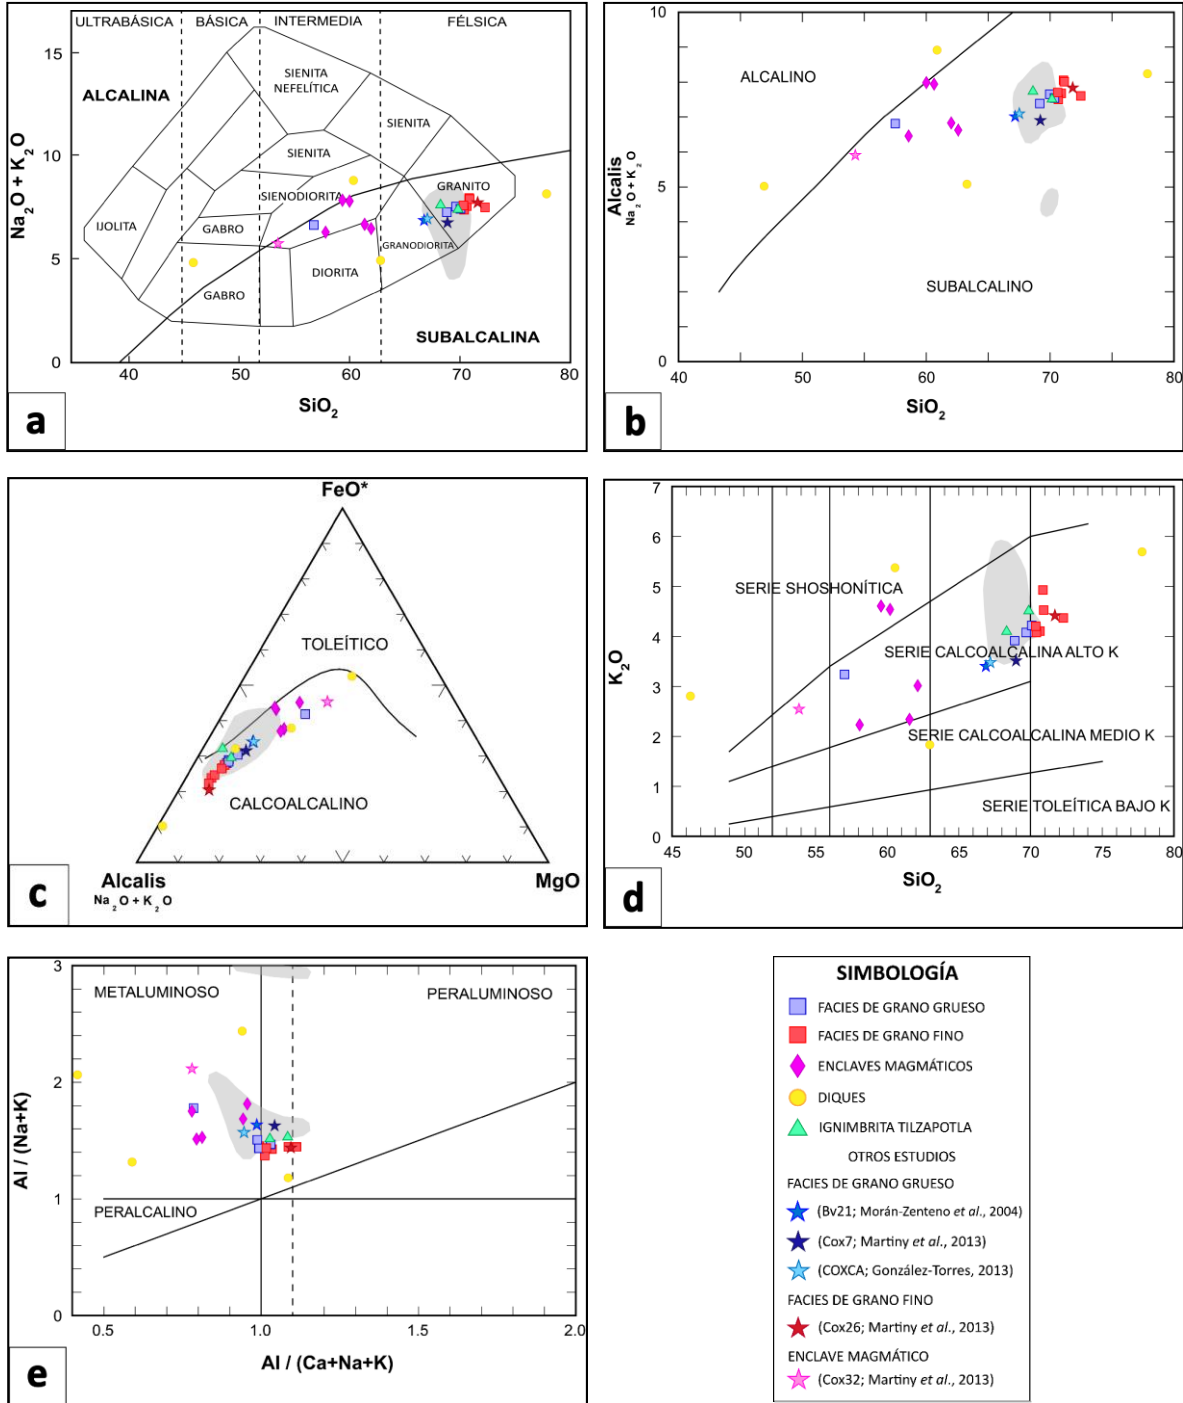 ULTRABÁSICA BÁSICA INTERMEDIA FÉLSICA
15
ALCALINA
SIENITA
NEFELÍTICA
SIENITA
SIENITA
10
Na2O + K2O
SIENODIORITA
GRANITO
IJOLITA
GABRO
GRANODIORITA
5
DIORITA
GABRO
SUBALCALINA
0
40 50 60 70 80
SiO2
a
10
ALCALINO
Alcalis
Na2O + K2O
5
SUBALCALINO
0
40 50 60 70 80
SiO2
b
FeO*
TOLEÍTICO
CALCOALCALINO
Alcalis
Na2O + K2O
MgO
c
7
6
5
SERIE SHOSHONÍTICA
4
K2O
SERIE CALCOALCALINA ALTO K
3
2
SERIE CALCOALCALINA MEDIO K
1
SERIE TOLEÍTICA BAJO K
0
45 50 55 60 65 70 75 80
SiO2
d
3
METALUMINOSO PERALUMINOSO
2
Al / (Na+K)
1
PERALCALINO
0
0.5 1.0 1.5 2.0
Al / (Ca+Na+K)
e
SIMBOLOGÍA
FACIES DE GRANO GRUESO
FACIES DE GRANO FINO
ENCLAVES MAGMÁTICOS
DIQUES
IGNIMBRITA TILZAPOTLA
OTROS ESTUDIOS
FACIES DE GRANO GRUESO
(Bv21; Morán-Zenteno et al., 2004)
(Cox7; Martiny et al., 2013)
(COXCA; González-Torres, 2013)
FACIES DE GRANO FINO
(Cox26; Martiny et al., 2013)
ENCLAVE MAGMÁTICO
(Cox32; Martiny et al., 2013)